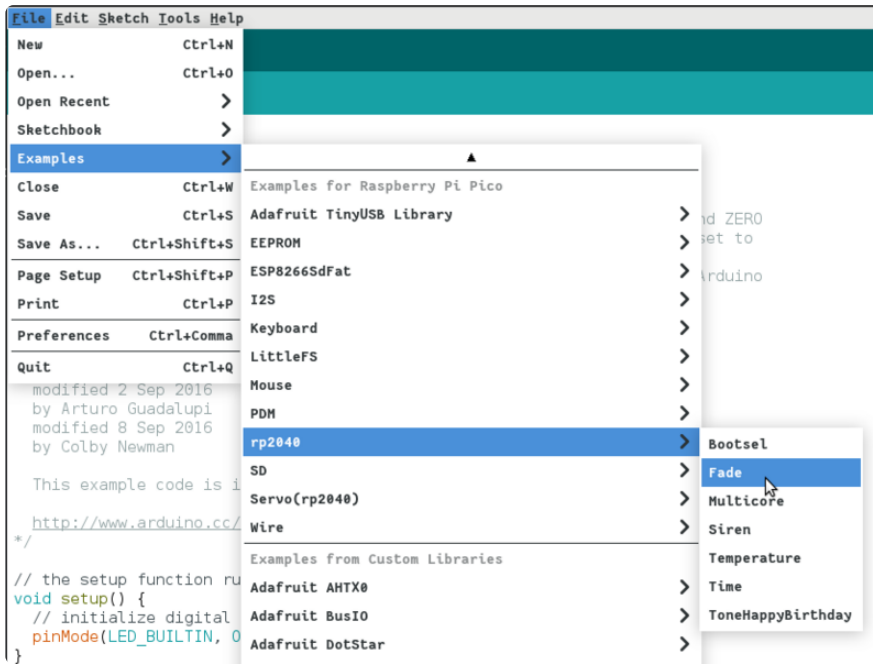 File Edit Sketch Tools Help
New Ctrl+N
Open... Ctrl+O
Open Recent
Sketchbook
Examples
Close Ctrl+W
Save Ctrl+S
Save As... Ctrl+Shift+S
Page Setup Ctrl+Shift+P
Print Ctrl+P
Preferences Ctrl+Comma
Quit Ctrl+Q
Examples for Raspberry Pi Pico
Adafruit TinyUSB Library
EEPROM
ESP8266SdFat
I2S
Keyboard
LittleFS
Mouse
PDM
rp2040
SD
Servo(rp2040)
Wire
Examples from Custom Libraries
Adafruit AHTX0
Adafruit BusIO
Adafruit DotStar
Bootsel
Fade
Multicore
Siren
Temperature
Time
ToneHappyBirthday
ZERO
set to
Arduino
modified 2 Sep 2016
by Arturo Guadalupi
modified 8 Sep 2016
by Colby Newman
This example code is i
http://www.arduino.cc/
*/
// the setup function ru
void setup() {
// initialize digital
pinMode(LED_BUILTIN, O
}